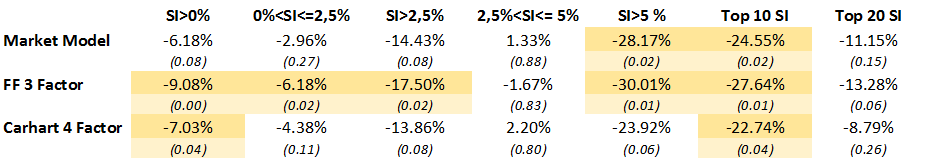 SI>0% 0%<SI<=2,5% SI>2,5% 2,5%<SI<= 5% SI>5 % Top 10 SI Top 20 SI
Market Model -6.18% -2.96% -14.43% 1.33% -28.17% -24.55% -11.15%
(0.08) (0.27) (0.08) (0.88) (0.02) (0.02) (0.15)
FF 3 Factor -9.08% -6.18% -17.50% -1.67% -30.01% -27.64% -13.28%
(0.00) (0.02) (0.02) (0.83) (0.01) (0.01) (0.06)
Carhart 4 Factor -7.03% -4.38% -13.86% 2.20% -23.92% -22.74% -8.79%
(0.04) (0.11) (0.08) (0.80) (0.06) (0.04) (0.26)